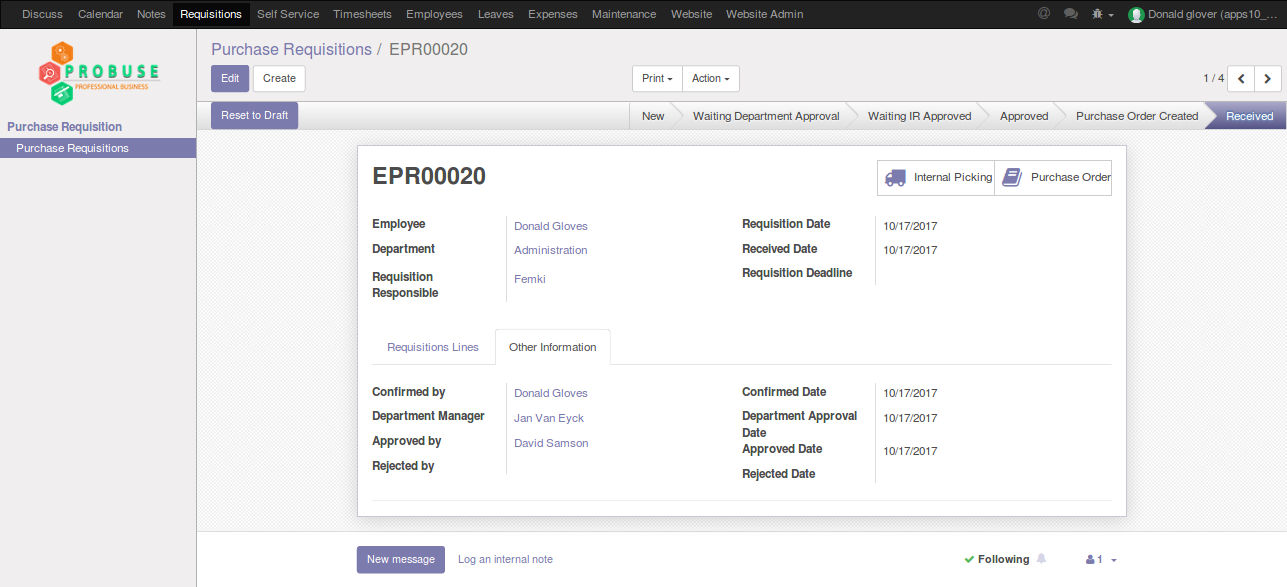 Discuss Calendar Notes Requisitions Self Service Timesheets Employees Leaves Expenses Maintenance Website Website Admin @ Donald glover (apps10_...
PROBUSE
PROFESSIONAL BUSINESS
Purchase Requisition
Purchase Requisitions
Purchase Requisitions / EPR00020
Edit Create Print Action 1 / 4
Reset to Draft New Waiting Department Approval Waiting IR Approved Approved Purchase Order Created Received
EPR00020 Internal Picking Purchase Order
Employee Donald Gloves Requisition Date 10/17/2017
Department Administration Received Date 10/17/2017
Requisition Responsible Femki Requisition Deadline
Requisitions Lines Other Information
Confirmed by Donald Gloves Confirmed Date 10/17/2017
Department Manager Jan Van Eyck Department Approval Date 10/17/2017
Approved by David Samson Approved Date 10/17/2017
Rejected by Rejected Date
New message Log an internal note Following 1